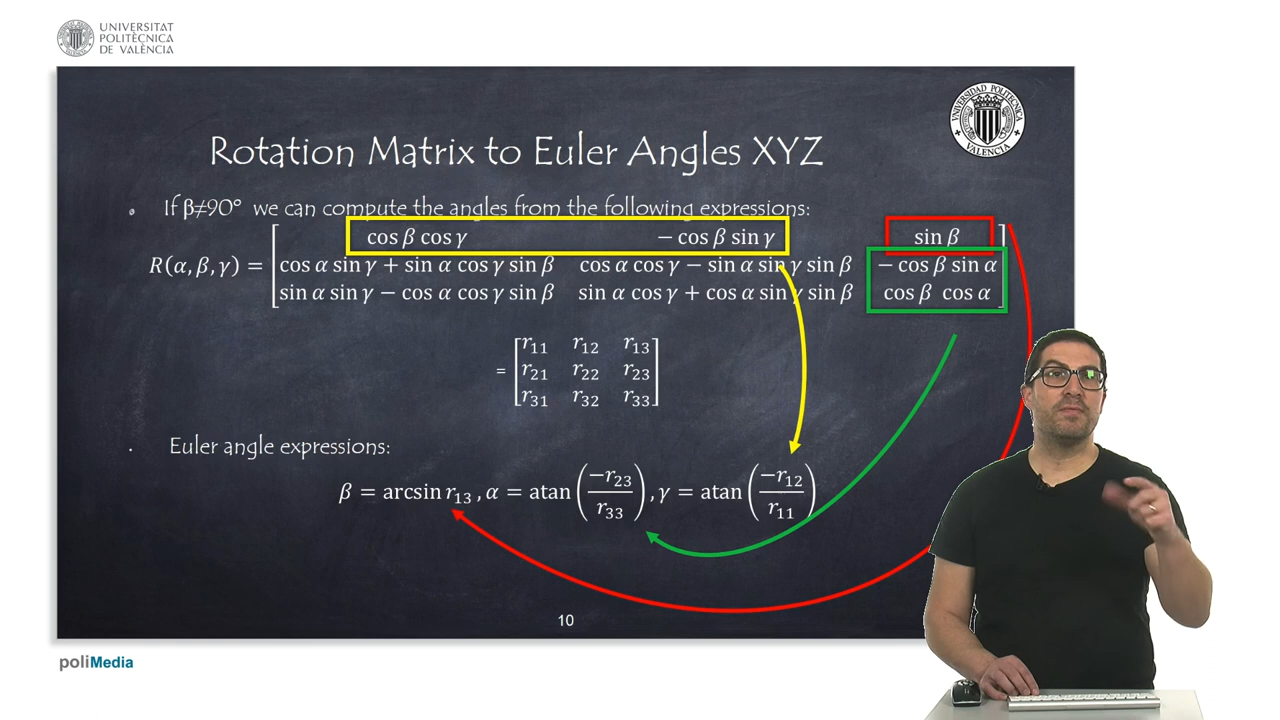 UNIVERSITAT
POLITÈCNICA
DE VALÈNCIA
UNIVERSIDAD POLITECNICA
VALENCIA
Rotation Matrix to Euler Angles XYZ
If β≠90° we can compute the angles from the following expressions:
cos β cos γ − cos β sin γ sin β
R(α, β, γ) = cos α sin γ + sin α cos γ sin β cos α cos γ − sin α sin γ sin β − cos β sin α
sin α sin γ − cos α cos γ sin β sin α cos γ + cos α sin γ sin β cos β cos α
r11 r12 r13
= r21 r22 r23
r31 r32 r33
Euler angle expressions:
β = arcsin r13 , α = atan(−r23/r33), γ = atan(−r12/r11)
10
poliMedia